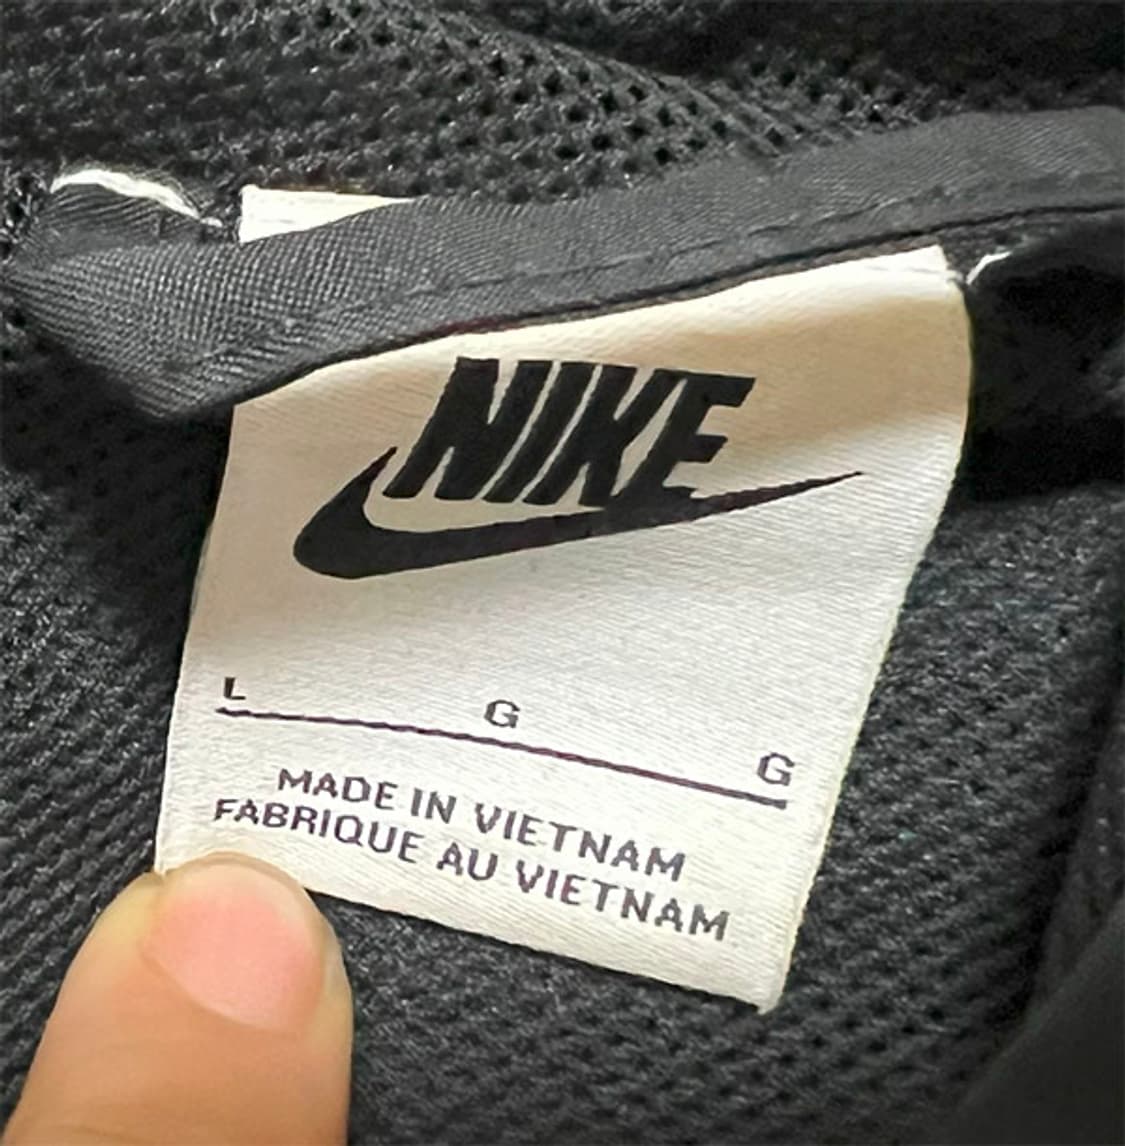 NIKE
L G G
MADE IN VIETNAM
FABRIQUE AU VIETNAM